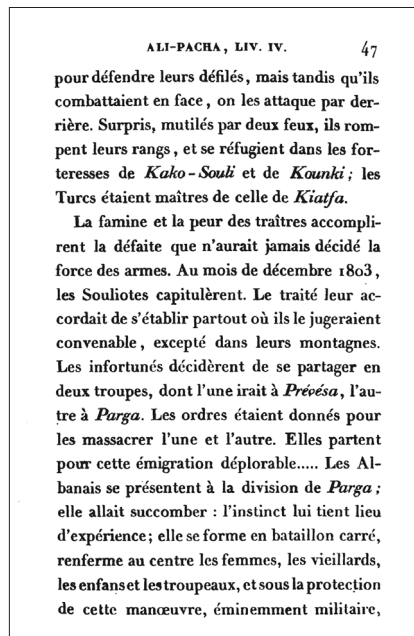 ALI-PACHA, LIV. IV. 47
pour défendre leurs défilés, mais tandis qu'ils
combattaient en face, on les attaque par der-
rière. Surpris, mutilés par deux feux, ils rom-
pent leurs rangs, et se réfugient dans les for-
teresses de Kako-Souli et de Kounki; les
Turcs étaient maîtres de celle de Kiatfa.
La famine et la peur des traîtres accompli-
rent la défaite que n'aurait jamais décidé la
force des armes. Au mois de décembre 1803,
les Souliotes capitulèrent. Le traité leur ac-
cordait de s'établir partout où ils le jugeraient
convenable, excepté dans leurs montagnes.
Les infortunés décidèrent de se partager en
deux troupes, dont l'une irait à Prévésa, l'au-
tre à Parga. Les ordres étaient donnés pour
les massacrer l'une et l'autre. Elles partent
pour cette émigration déplorable..... Les Al-
banais se présentent à la division de Parga;
elle allait succomber : l'instinct lui tient lieu
d'expérience; elle se forme en bataillon carré,
renferme au centre les femmes, les vieillards,
les enfans et les troupeaux, et sous la protection
de cette manœuvre, éminemment militaire,